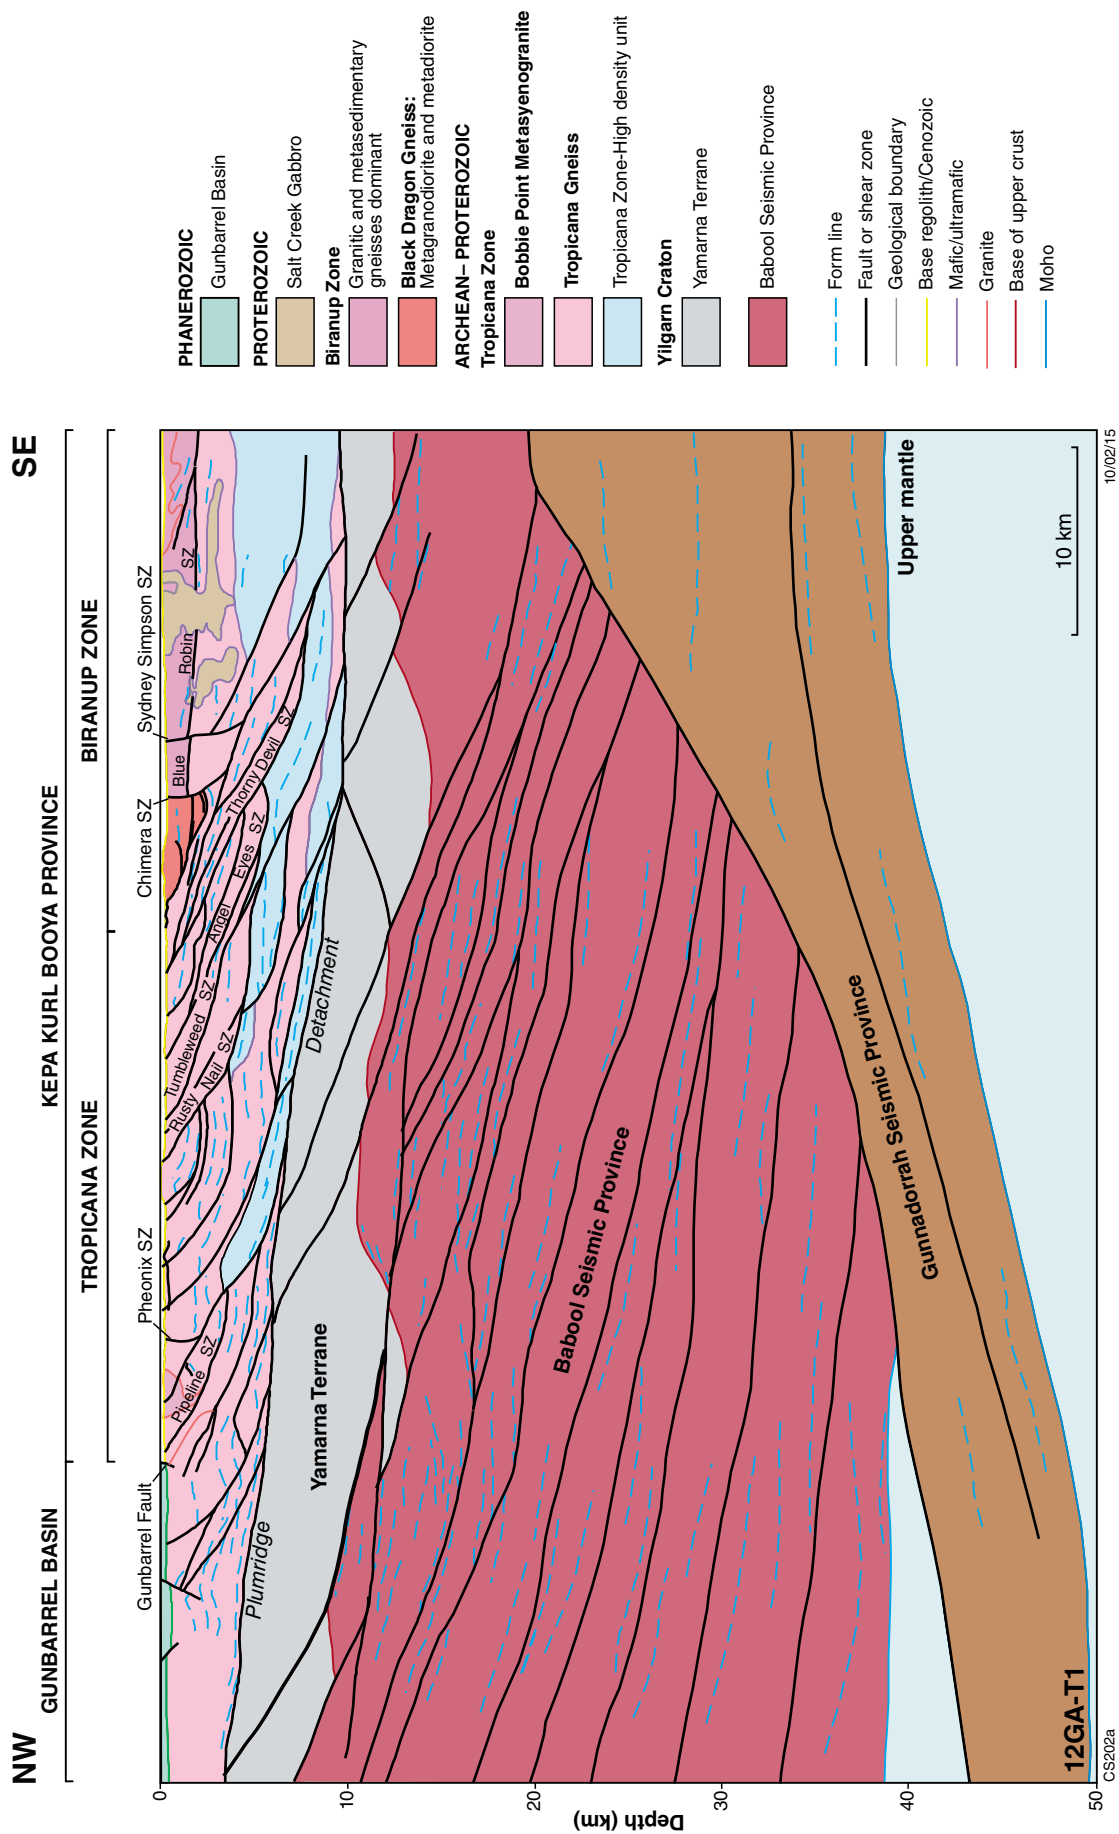 NW
SE
KEPA KURL BOOYA PROVINCE
GUNBARREL BASIN
TROPICANA ZONE
BIRANUP ZONE
Gunbarrel Fault
Pheonix SZ
Chimera SZ
Sydney Simpson SZ
Pipeline SZ
Rusty Nail SZ
Tumbleweed SZ
Angel Eyes SZ
Thorny Devil SZ
Blue Robin SZ
Plumridge Detachment
Yamarna Terrane
Babool Seismic Province
Gunnadorrah Seismic Province
Upper mantle
10 km
12GA-T1
Depth (km)
0
10
20
30
40
50
CS202a
10/02/15
PHANEROZOIC
Gunbarrel Basin
PROTEROZOIC
Salt Creek Gabbro
Biranup Zone
Granitic and metasedimentary
gneisses dominant
Black Dragon Gneiss:
Metagranodiorite and metadiorite
ARCHEAN– PROTEROZOIC
Tropicana Zone
Bobbie Point Metasyenogranite
Tropicana Gneiss
Tropicana Zone-High density unit
Yilgarn Craton
Yamarna Terrane
Babool Seismic Province
Form line
Fault or shear zone
Geological boundary
Base regolith/Cenozoic
Mafic/ultramafic
Granite
Base of upper crust
Moho